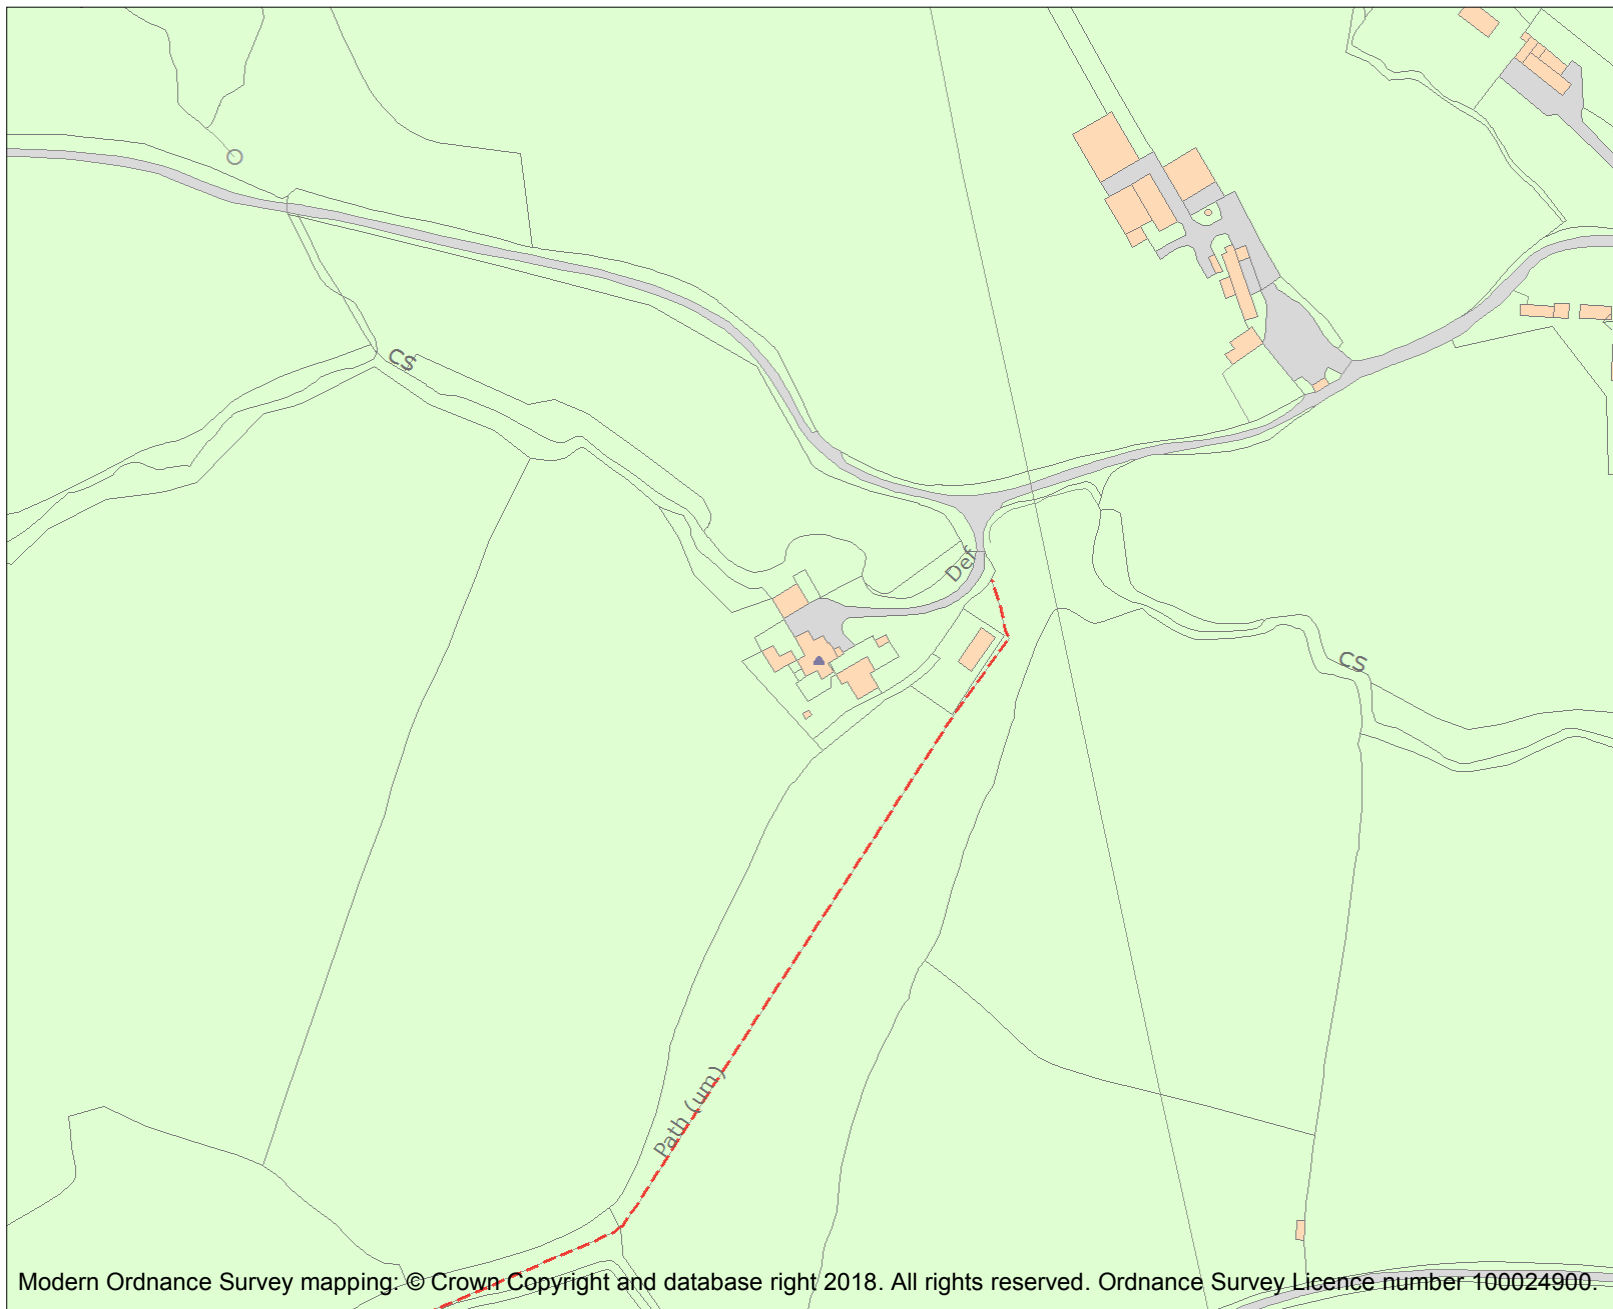 CS
Def
CS
Path (um)
Modern Ordnance Survey mapping: © Crown Copyright and database right 2018. All rights reserved. Ordnance Survey Licence number 100024900.